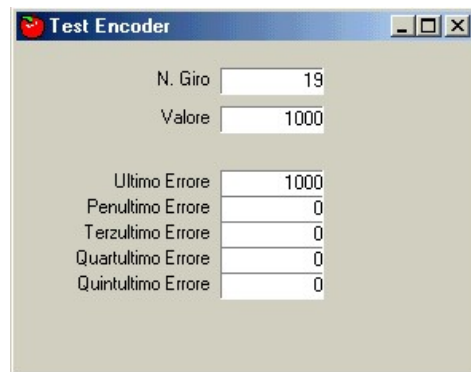 Test Encoder
N. Giro 19
Valore 1000
Ultimo Errore 1000
Penultimo Errore 0
Terzultimo Errore 0
Quartultimo Errore 0
Quintultimo Errore 0